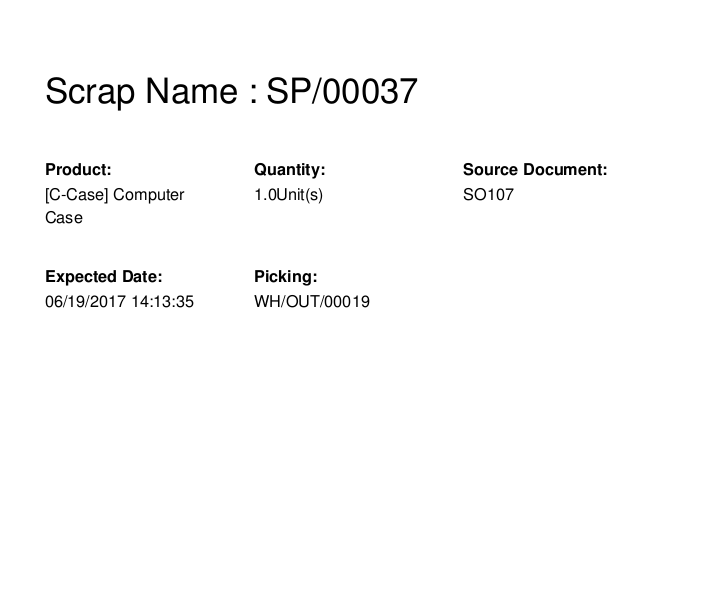 Scrap Name : SP/00037
Product: Quantity: Source Document:
[C-Case] Computer 1.0Unit(s) SO107
Case
Expected Date: Picking:
06/19/2017 14:13:35 WH/OUT/00019